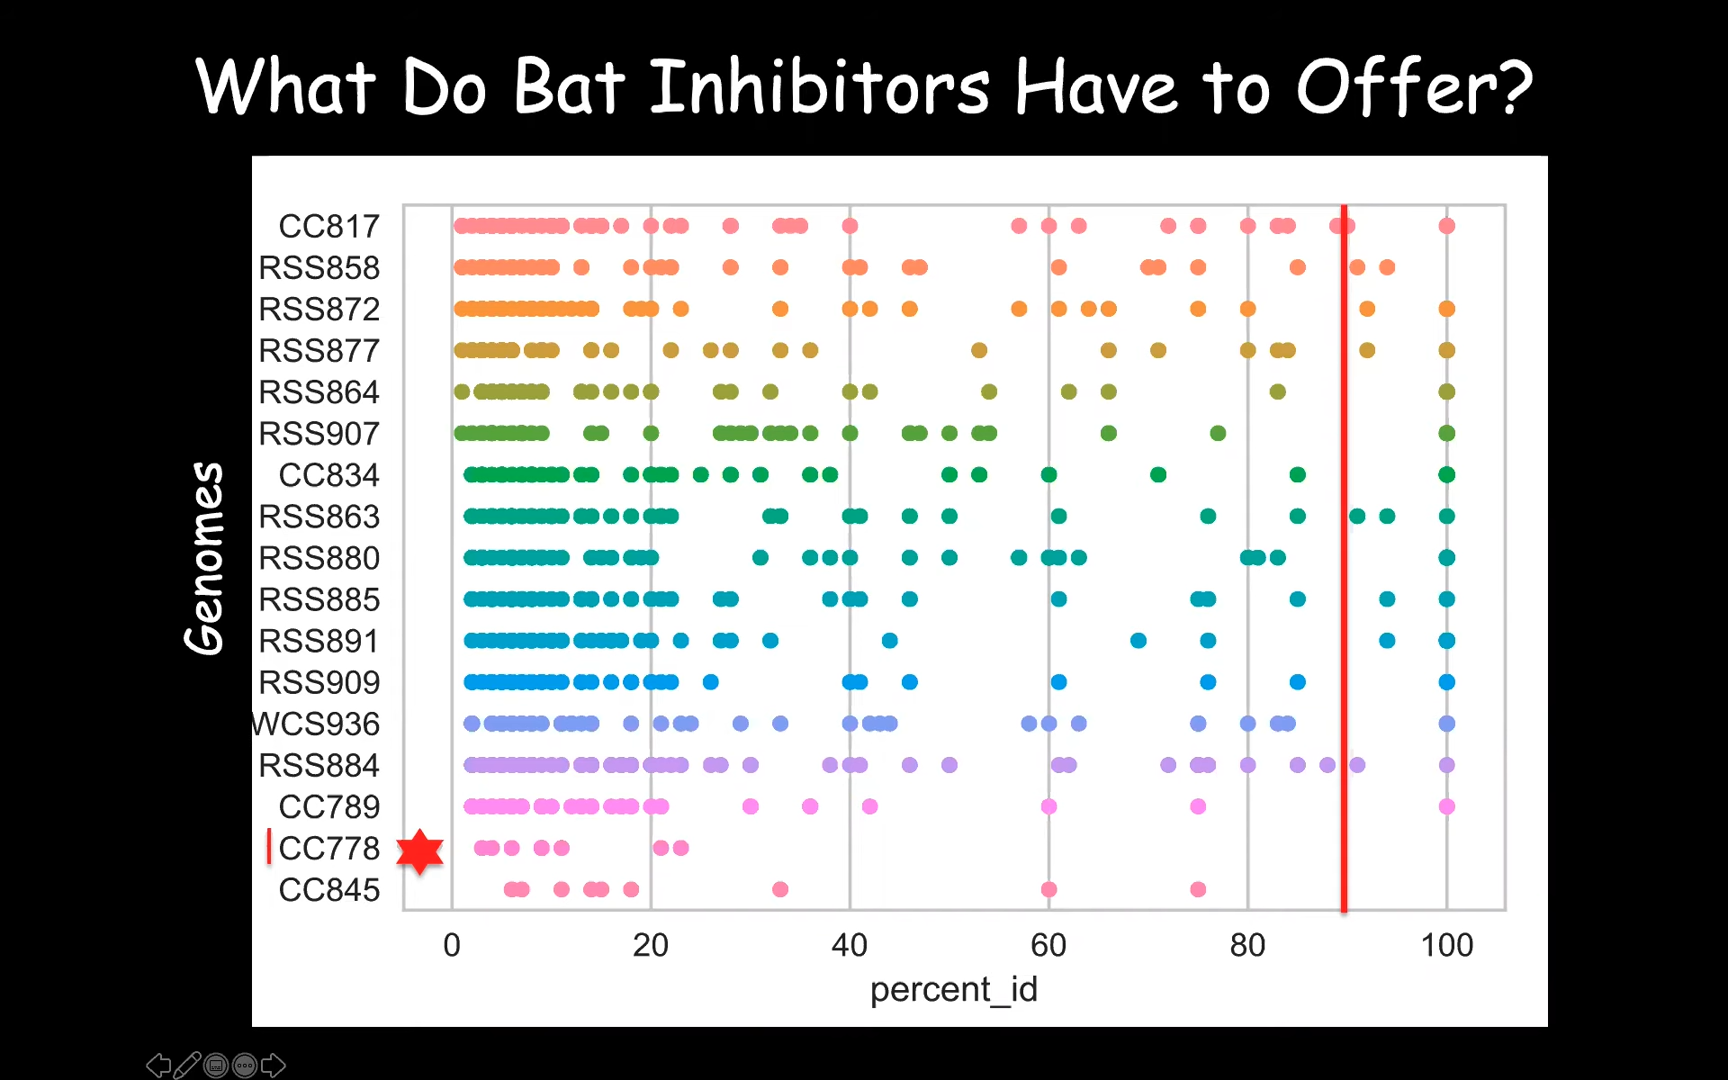 What Do Bat Inhibitors Have to Offer?
Genomes
CC817
RSS858
RSS872
RSS877
RSS864
RSS907
CC834
RSS863
RSS880
RSS885
RSS891
RSS909
WCS936
RSS884
CC789
CC778
CC845
0 20 40 60 80 100
percent_id